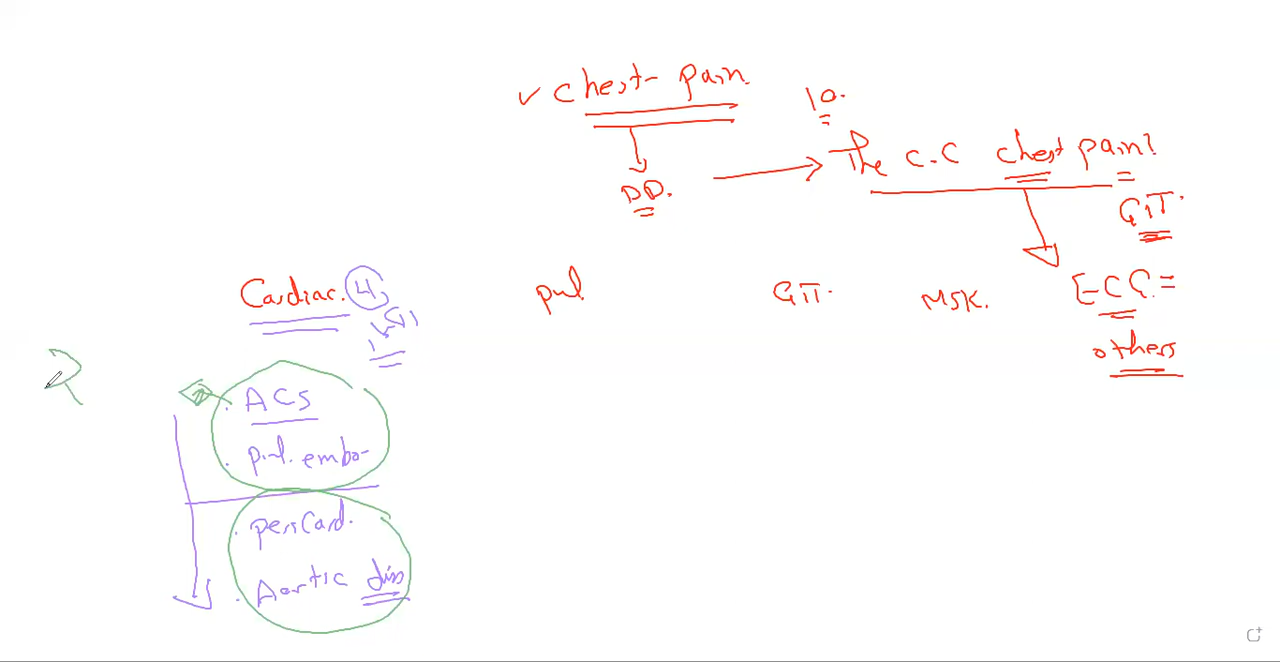 ✓ chest pain.
10.
The C.C chest pain?
DD.
GIT.
Cardiac. 4
pul
GIT.
MSK.
ECG =
others
. ACS
. pul. embo-
. periCard.
. Aortic diss